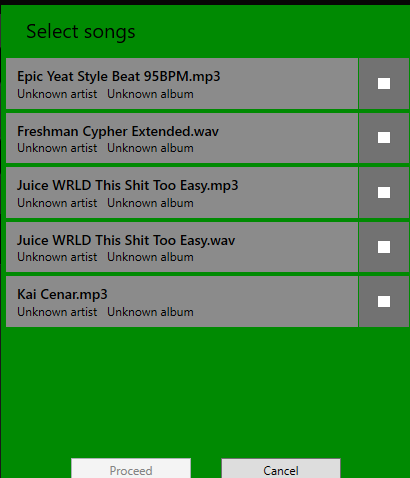 Select songs
Epic Yeat Style Beat 95BPM.mp3
Unknown artist Unknown album
Freshman Cypher Extended.wav
Unknown artist Unknown album
Juice WRLD This Shit Too Easy.mp3
Unknown artist Unknown album
Juice WRLD This Shit Too Easy.wav
Unknown artist Unknown album
Kai Cenar.mp3
Unknown artist Unknown album
Proceed Cancel